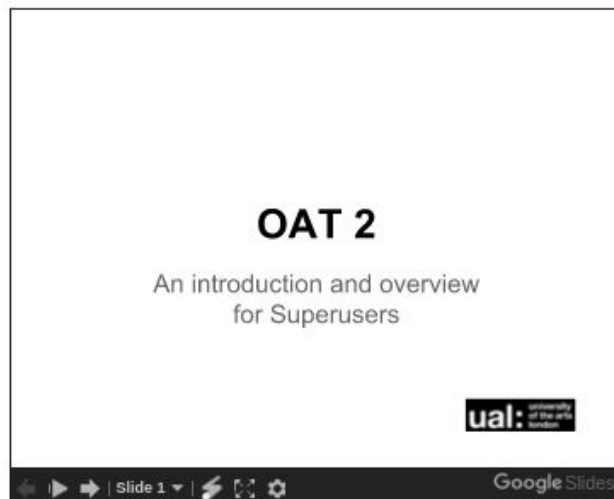 OAT 2
An introduction and overview
for Superusers
ual: university
of the arts
london
Slide 1
Google Slides